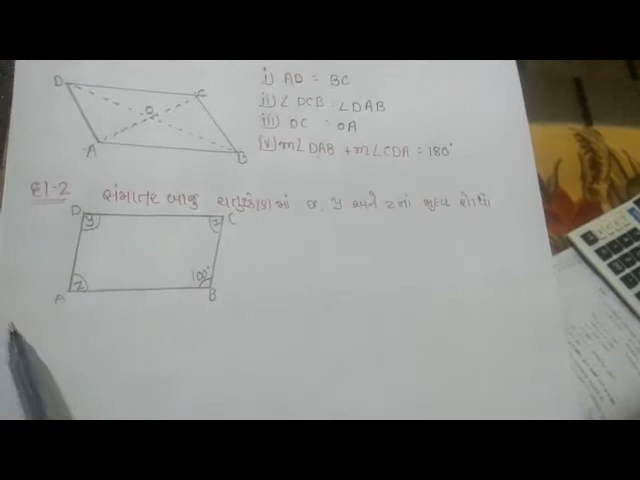 D
C
O
A
B
i) AD = BC
ii) ∠DCB = ∠DAB
iii) OC = OA
iv) m∠DAB + m∠CDA = 180°
દા-2 સમાંતર બાજુ ચતુષ્કોણમાં x, y અને z નાં મુલ્ય શોધો
D
C
y
x
z
100°
A
B